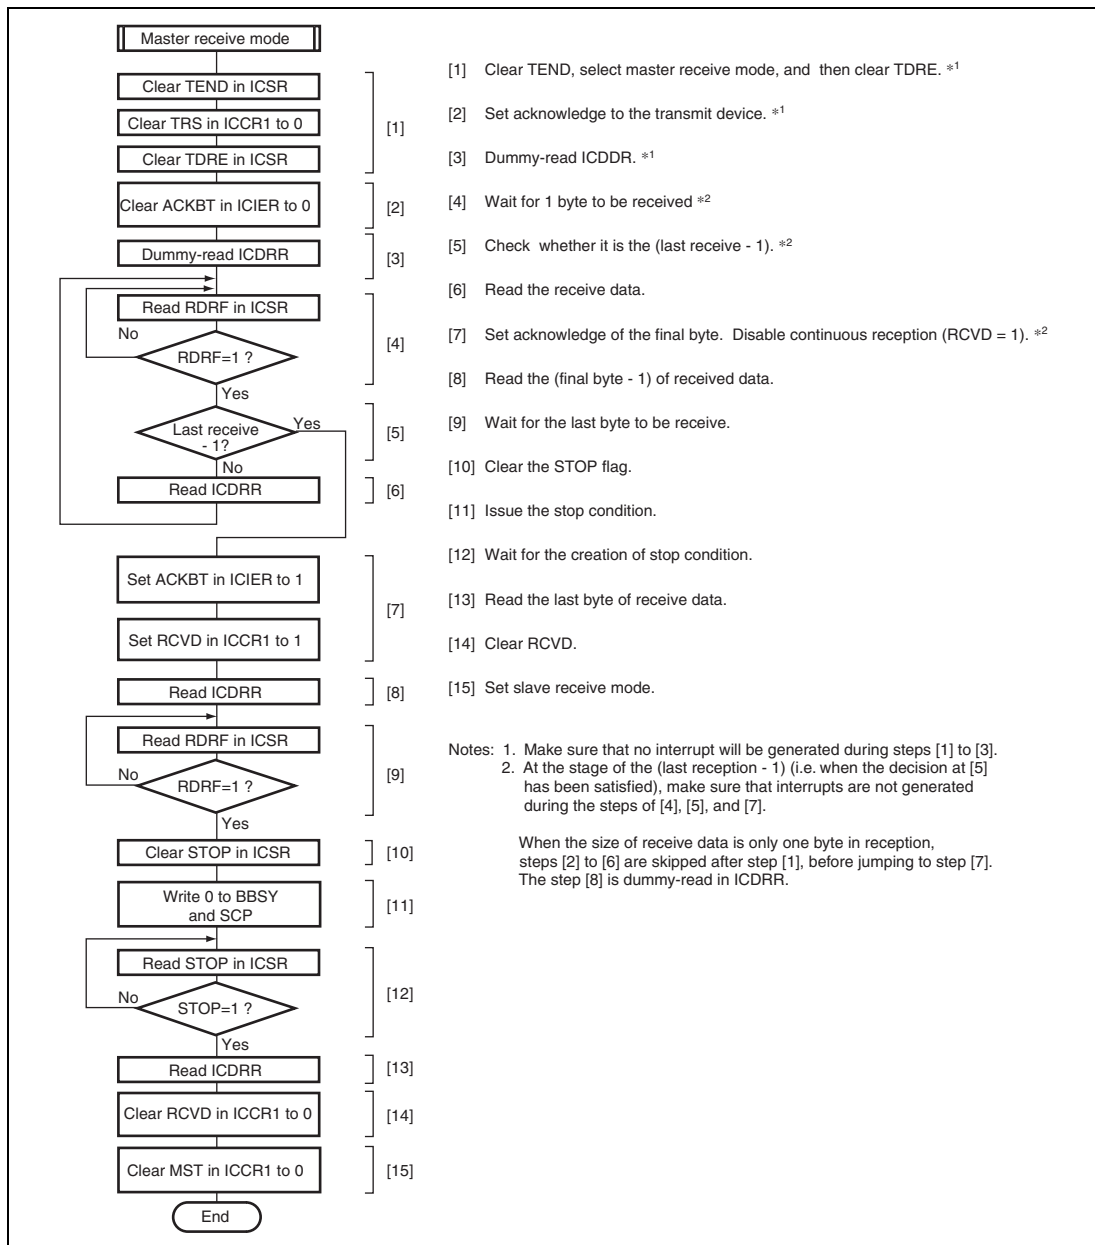 Master receive mode
Clear TEND in ICSR
Clear TRS in ICCR1 to 0
Clear TDRE in ICSR
[1]
Clear ACKBT in ICIER to 0
[2]
Dummy-read ICDRR
[3]
Read RDRF in ICSR
No
RDRF=1 ?
[4]
Yes
Last receive
- 1?
Yes
[5]
No
Read ICDRR
[6]
Set ACKBT in ICIER to 1
[7]
Set RCVD in ICCR1 to 1
Read ICDRR
[8]
Read RDRF in ICSR
No
RDRF=1 ?
[9]
Yes
Clear STOP in ICSR
[10]
Write 0 to BBSY
and SCP
[11]
Read STOP in ICSR
No
STOP=1 ?
[12]
Yes
Read ICDRR
[13]
Clear RCVD in ICCR1 to 0
[14]
Clear MST in ICCR1 to 0
[15]
End
[1] Clear TEND, select master receive mode, and then clear TDRE. *1
[2] Set acknowledge to the transmit device. *1
[3] Dummy-read ICDDR. *1
[4] Wait for 1 byte to be received *2
[5] Check whether it is the (last receive - 1). *2
[6] Read the receive data.
[7] Set acknowledge of the final byte. Disable continuous reception (RCVD = 1). *2
[8] Read the (final byte - 1) of received data.
[9] Wait for the last byte to be receive.
[10] Clear the STOP flag.
[11] Issue the stop condition.
[12] Wait for the creation of stop condition.
[13] Read the last byte of receive data.
[14] Clear RCVD.
[15] Set slave receive mode.
Notes: 1. Make sure that no interrupt will be generated during steps [1] to [3].
2. At the stage of the (last reception - 1) (i.e. when the decision at [5]
has been satisfied), make sure that interrupts are not generated
during the steps of [4], [5], and [7].
When the size of receive data is only one byte in reception,
steps [2] to [6] are skipped after step [1], before jumping to step [7].
The step [8] is dummy-read in ICDRR.